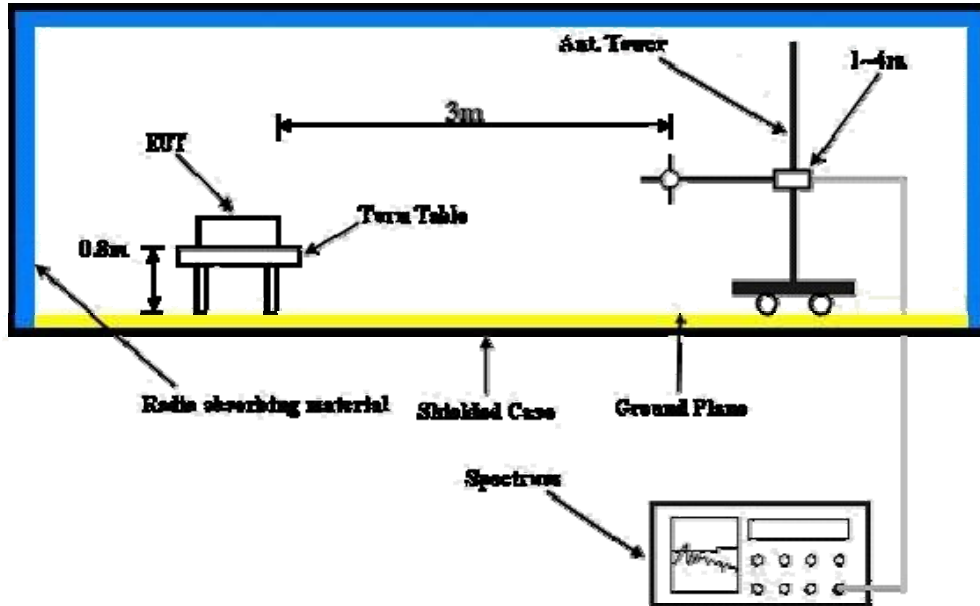 Ant. Tower
1~4m
3m
EUT
Turn Table
0.8m
Radio absorbing material
Shielded Case
Ground Plane
Spectrum